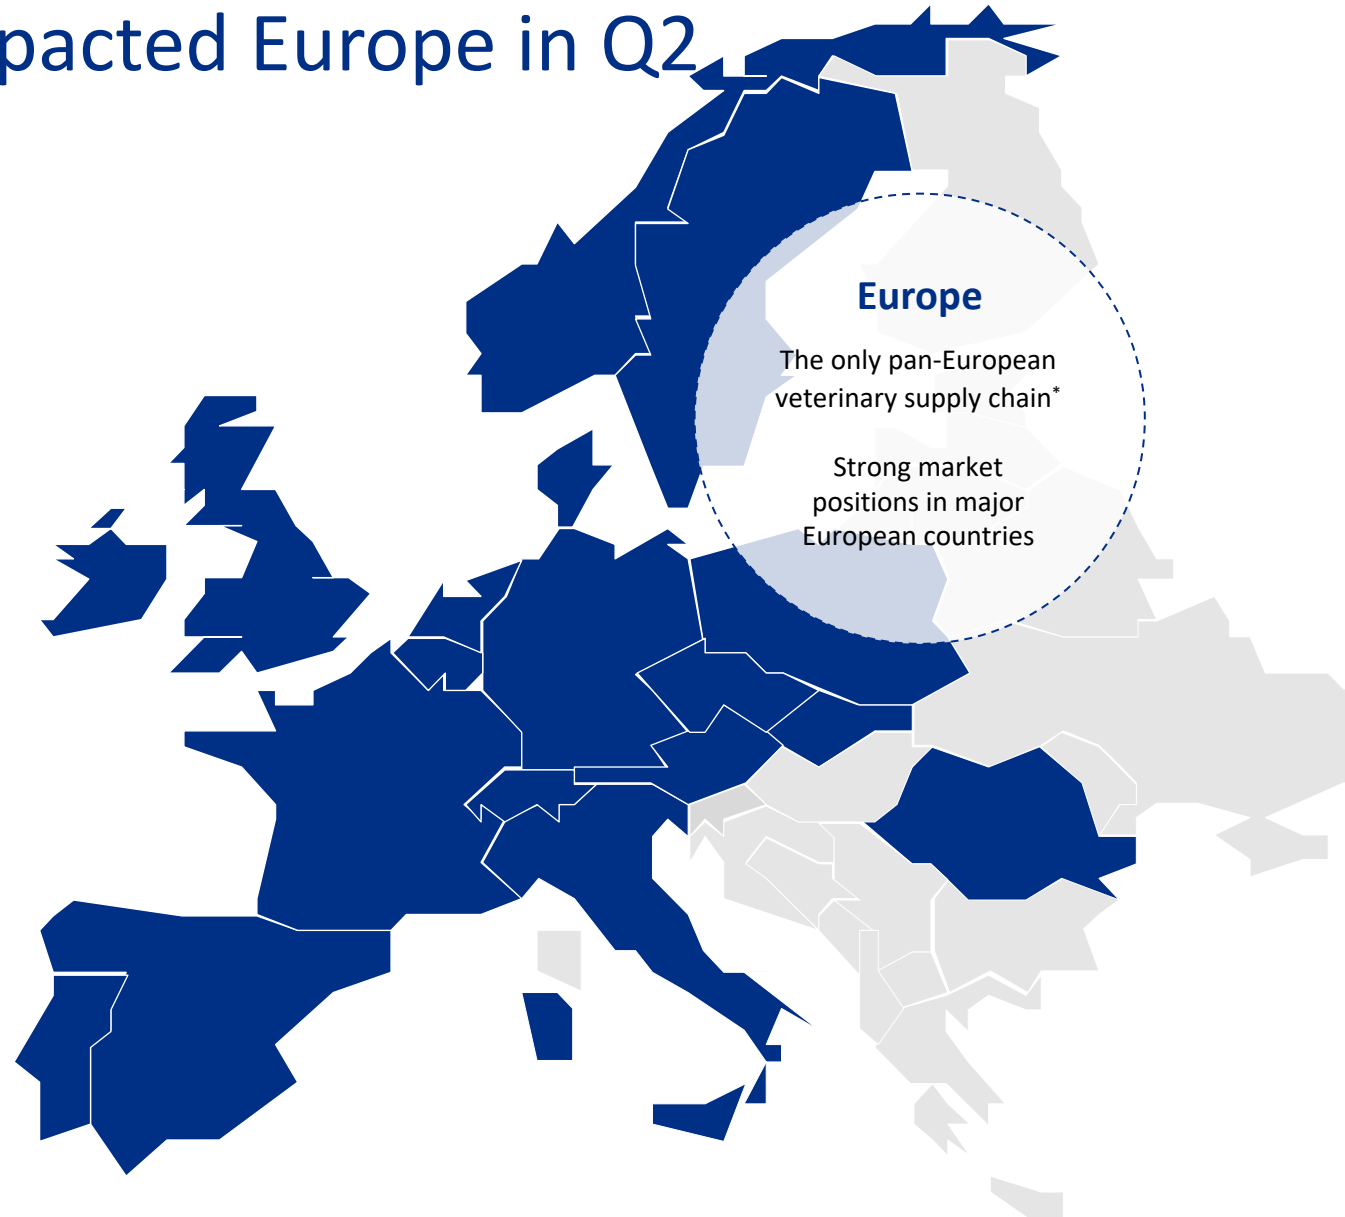 pacted Europe in Q2
Europe
The only pan-European
veterinary supply chain*
Strong market
positions in major
European countries